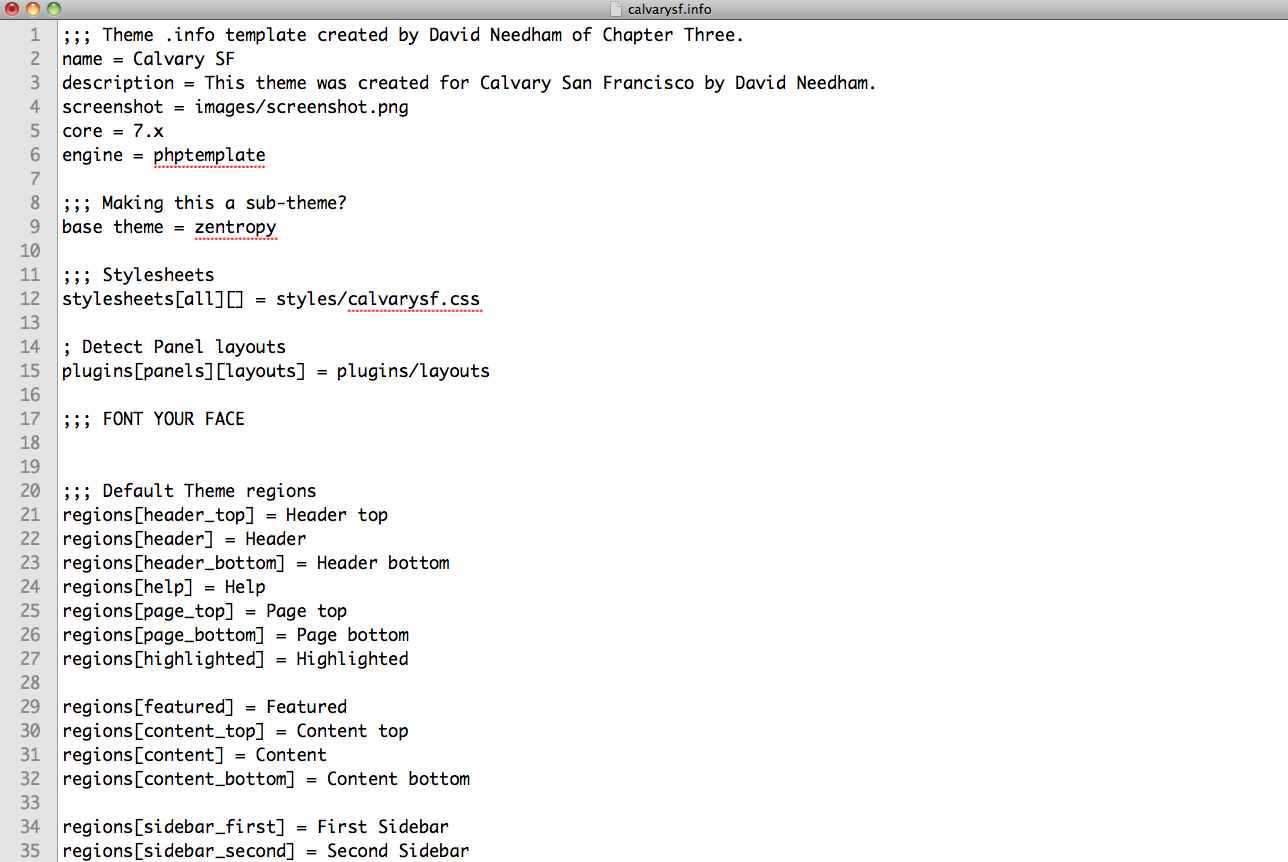 calvarysf.info
1 ;;; Theme .info template created by David Needham of Chapter Three.
2 name = Calvary SF
3 description = This theme was created for Calvary San Francisco by David Needham.
4 screenshot = images/screenshot.png
5 core = 7.x
6 engine = phptemplate
7
8 ;;; Making this a sub-theme?
9 base theme = zentropy
10
11 ;;; Stylesheets
12 stylesheets[all][] = styles/calvarysf.css
13
14 ; Detect Panel layouts
15 plugins[panels][layouts] = plugins/layouts
16
17 ;;; FONT YOUR FACE
18
19
20 ;;; Default Theme regions
21 regions[header_top] = Header top
22 regions[header] = Header
23 regions[header_bottom] = Header bottom
24 regions[help] = Help
25 regions[page_top] = Page top
26 regions[page_bottom] = Page bottom
27 regions[highlighted] = Highlighted
28
29 regions[featured] = Featured
30 regions[content_top] = Content top
31 regions[content] = Content
32 regions[content_bottom] = Content bottom
33
34 regions[sidebar_first] = First Sidebar
35 regions[sidebar_second] = Second Sidebar